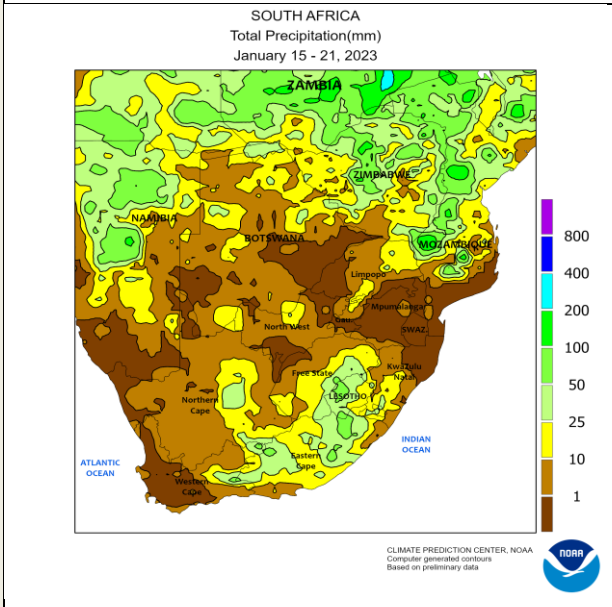 SOUTH AFRICA
Total Precipitation(mm)
January 15 - 21, 2023
ZAMBIA
ZIMBABWE
NAMIBIA
BOTSWANA
MOZAMBIQUE
Limpopo
Mpumalanga
Gau.
SWAZ.
North West
Free State
KwaZulu
Natal
Northern
Cape
LESOTHO
Eastern
Cape
Western
Cape
ATLANTIC
OCEAN
INDIAN
OCEAN
800
400
200
100
50
25
10
1
CLIMATE PREDICTION CENTER, NOAA
Computer generated contours
Based on preliminary data
NOAA